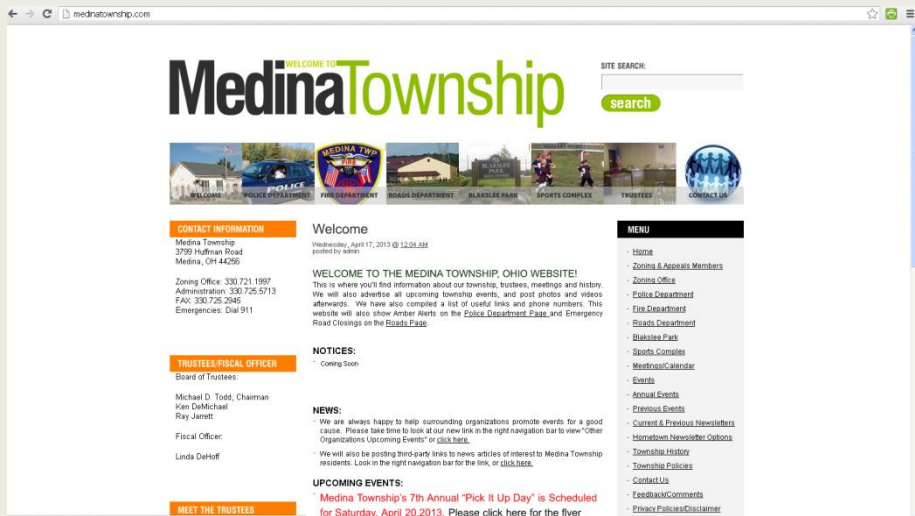 medinatownship.com
WELCOME TO
MedinaTownship
SITE SEARCH:
search
MEDINA TWP
FIRE
POLICE
BLAKSLEE
PARK
WELCOME
POLICE DEPARTMENT
FIRE DEPARTMENT
ROADS DEPARTMENT
BLAKSLEE PARK
SPORTS COMPLEX
TRUSTEES
CONTACT US
CONTACT INFORMATION
Medina Township
3799 Huffman Road
Medina, OH 44256
Zoning Office: 330.721.1997
Administration: 330.725.5713
FAX: 330.725.2945
Emergencies: Dial 911
TRUSTEES/FISCAL OFFICER
Board of Trustees:
Michael D. Todd, Chairman
Ken DeMichael
Ray Jarrett
Fiscal Officer:
Linda DeHoff
MEET THE TRUSTEES
Welcome
Wednesday, April 17, 2013 @ 12:04 AM
posted by admin
WELCOME TO THE MEDINA TOWNSHIP, OHIO WEBSITE!
This is where you'll find information about our township, trustees, meetings and history.
We will also advertise all upcoming township events, and post photos and videos
afterwards. We have also compiled a list of useful links and phone numbers. This
website will also show Amber Alerts on the Police Department Page and Emergency
Road Closings on the Roads Page.
NOTICES:
- Coming Soon
NEWS:
- We are always happy to help surrounding organizations promote events for a good
cause. Please take time to look at our new link in the right navigation bar to view "Other
Organizations Upcoming Events" or click here.
- We will also be posting third-party links to news articles of interest to Medina Township
residents. Look in the right navigation bar for the link, or click here.
UPCOMING EVENTS:
- Medina Township's 7th Annual "Pick It Up Day" is Scheduled
for Saturday, April 20,2013. Please click here for the flyer
MENU
- Home
- Zoning & Appeals Members
- Zoning Office
- Police Department
- Fire Department
- Roads Department
- Blakslee Park
- Sports Complex
- Meetings/Calendar
- Events
- Annual Events
- Previous Events
- Current & Previous Newsletters
- Hometown Newsletter Options
- Township History
- Township Policies
- Contact Us
- Feedback/Comments
- Privacy Policies/Disclaimer